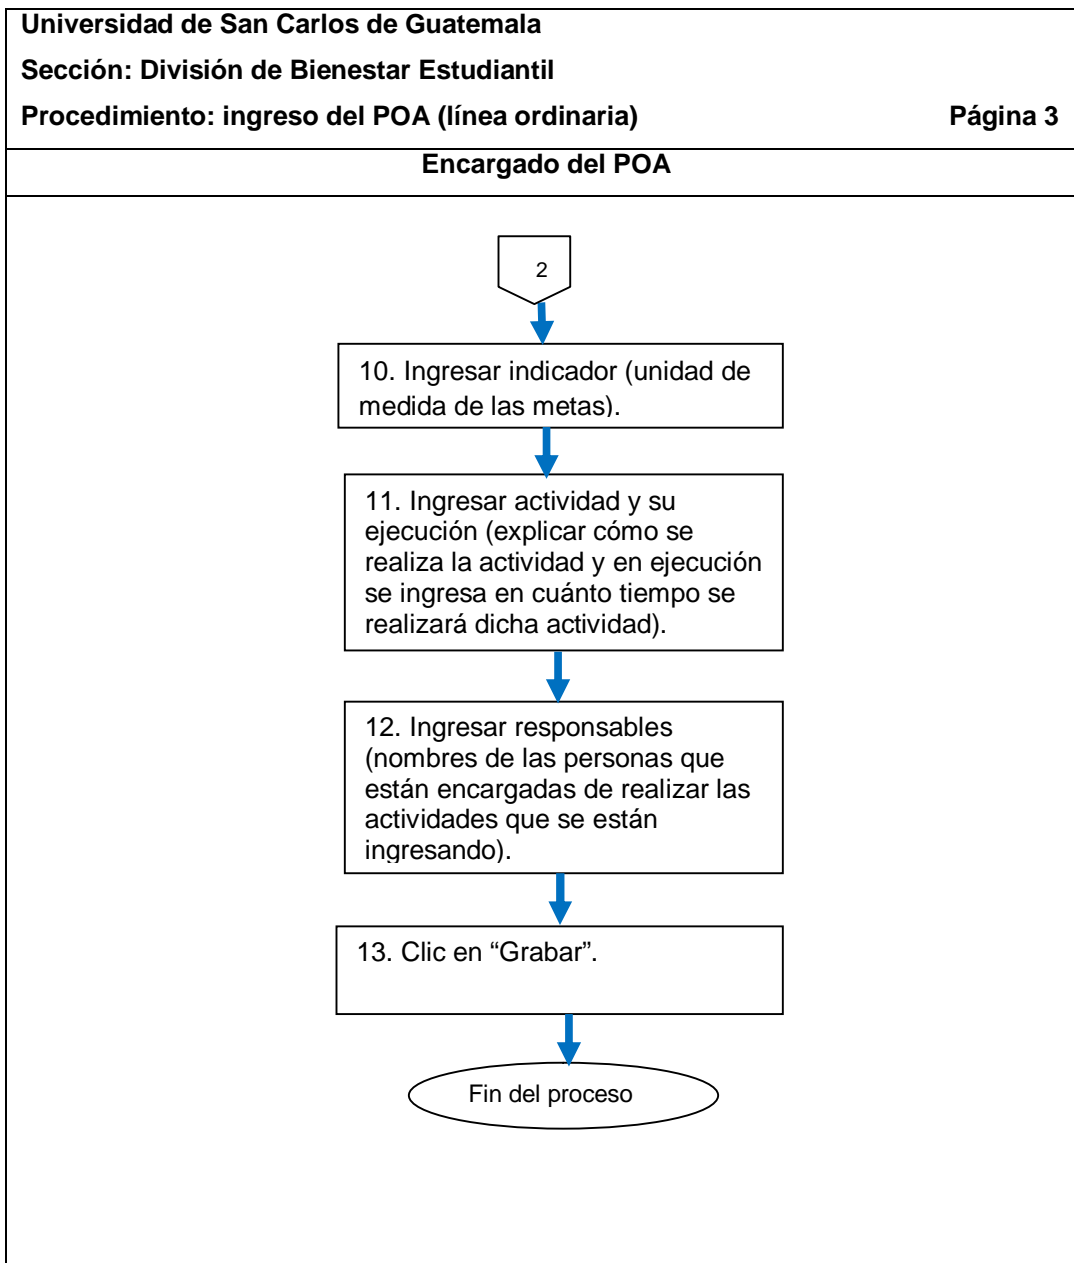 Universidad de San Carlos de Guatemala
Sección: División de Bienestar Estudiantil
Procedimiento: ingreso del POA (línea ordinaria) Página 3
Encargado del POA
2
10. Ingresar indicador (unidad de
medida de las metas).
11. Ingresar actividad y su
ejecución (explicar cómo se
realiza la actividad y en ejecución
se ingresa en cuánto tiempo se
realizará dicha actividad).
12. Ingresar responsables
(nombres de las personas que
están encargadas de realizar las
actividades que se están
ingresando).
13. Clic en “Grabar”.
Fin del proceso